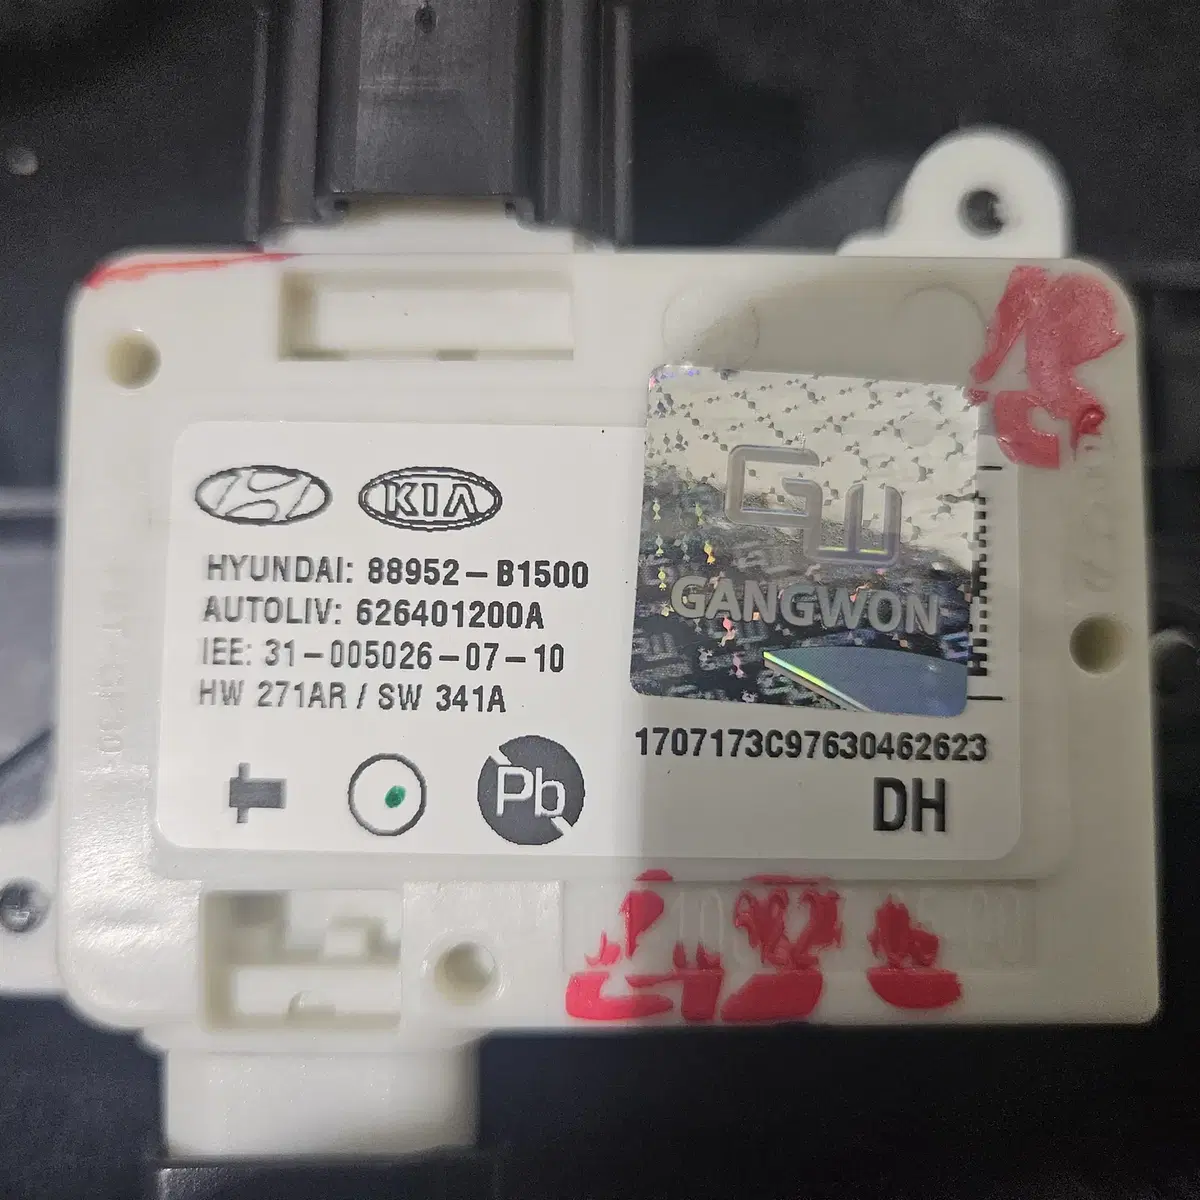 KIA
HYUNDAI: 88952-B1500
AUTOLIV: 626401200A
IEE: 31-005026-07-10
HW 271AR / SW 341A
Pb
GW
GANGWON
1707173C97630462623
DH